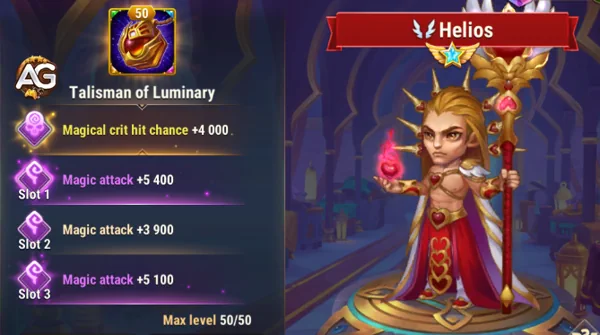 50
AG
Talisman of Luminary
Magical crit hit chance +4 000
Magic attack +5 400
Slot 1
Magic attack +3 900
Slot 2
Magic attack +5 100
Slot 3
Max level 50/50
Helios